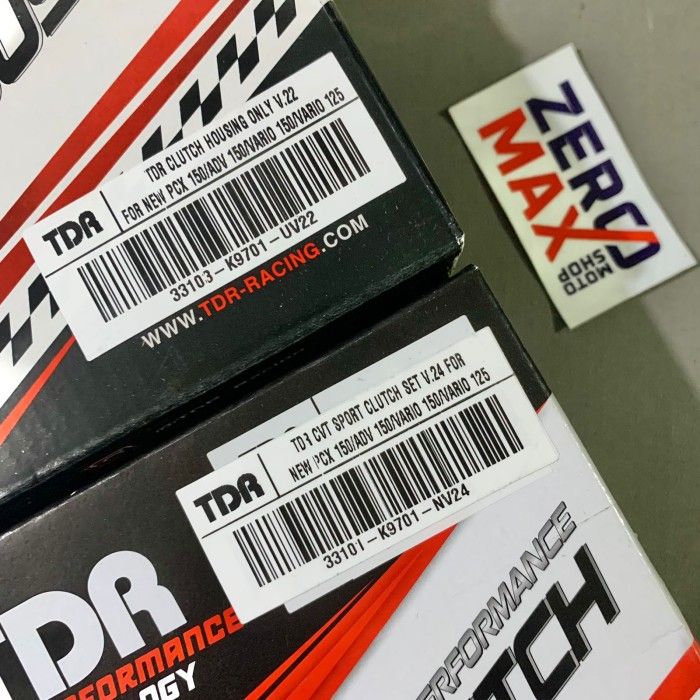 TDR
TDR CLUTCH HOUSING ONLY V.22
FOR NEW PCX 150/ADV 150/VARIO 150/VARIO 125
33103-K9701-UV22
WWW.TDR-RACING.COM
ZERO
MAX
MOTO
SHOP
TDR
TDR CVT SPORT CLUTCH SET V.24 FOR
NEW PCX 150/ADV 150/VARIO 150/VARIO 125
33101-K9701-NV24
TDR
PERFORMANCE